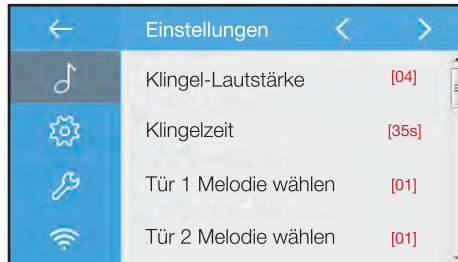 Einstellungen
Klingel-Lautstärke [04]
Klingelzeit [35s]
Tür 1 Melodie wählen [01]
Tür 2 Melodie wählen [01]